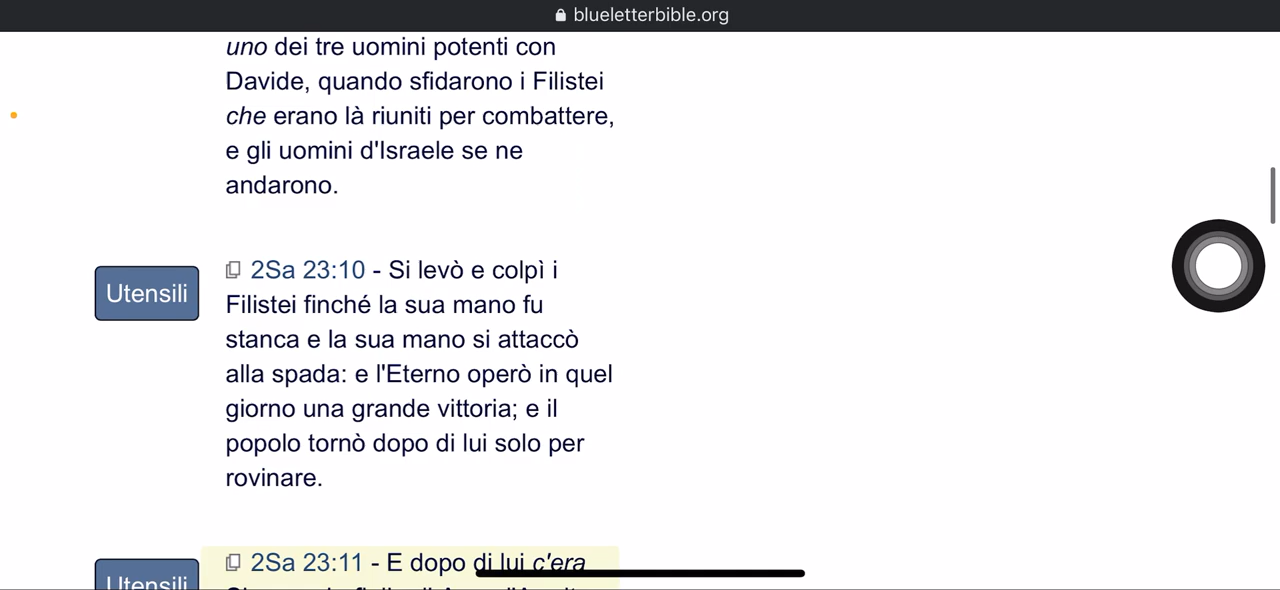 blueletterbible.org
uno dei tre uomini potenti con
Davide, quando sfidarono i Filistei
che erano là riuniti per combattere,
e gli uomini d'Israele se ne
andarono.
Utensili
2Sa 23:10 - Si levò e colpì i
Filistei finché la sua mano fu
stanca e la sua mano si attaccò
alla spada: e l'Eterno operò in quel
giorno una grande vittoria; e il
popolo tornò dopo di lui solo per
rovinare.
Utensili
2Sa 23:11 - E dopo di lui c'era